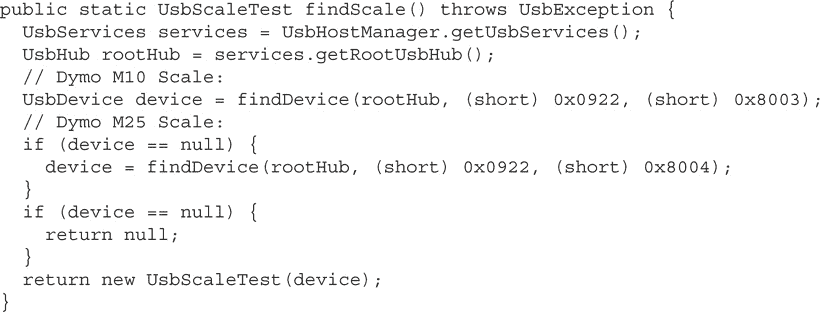 public static UsbScaleTest findScale() throws UsbException {
  UsbServices services = UsbHostManager.getUsbServices();
  UsbHub rootHub = services.getRootUsbHub();
  // Dymo M10 Scale:
  UsbDevice device = findDevice(rootHub, (short) 0x0922, (short) 0x8003);
  // Dymo M25 Scale:
  if (device == null) {
    device = findDevice(rootHub, (short) 0x0922, (short) 0x8004);
  }
  if (device == null) {
    return null;
  }
  return new UsbScaleTest(device);
}